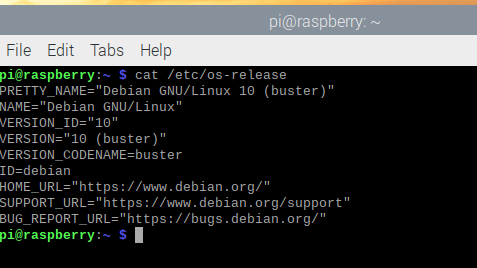 pi@raspberry: ~
File Edit Tabs Help
pi@raspberry:~ $ cat /etc/os-release
PRETTY_NAME="Debian GNU/Linux 10 (buster)"
NAME="Debian GNU/Linux"
VERSION_ID="10"
VERSION="10 (buster)"
VERSION_CODENAME=buster
ID=debian
HOME_URL="https://www.debian.org/"
SUPPORT_URL="https://www.debian.org/support"
BUG_REPORT_URL="https://bugs.debian.org/"
pi@raspberry:~ $